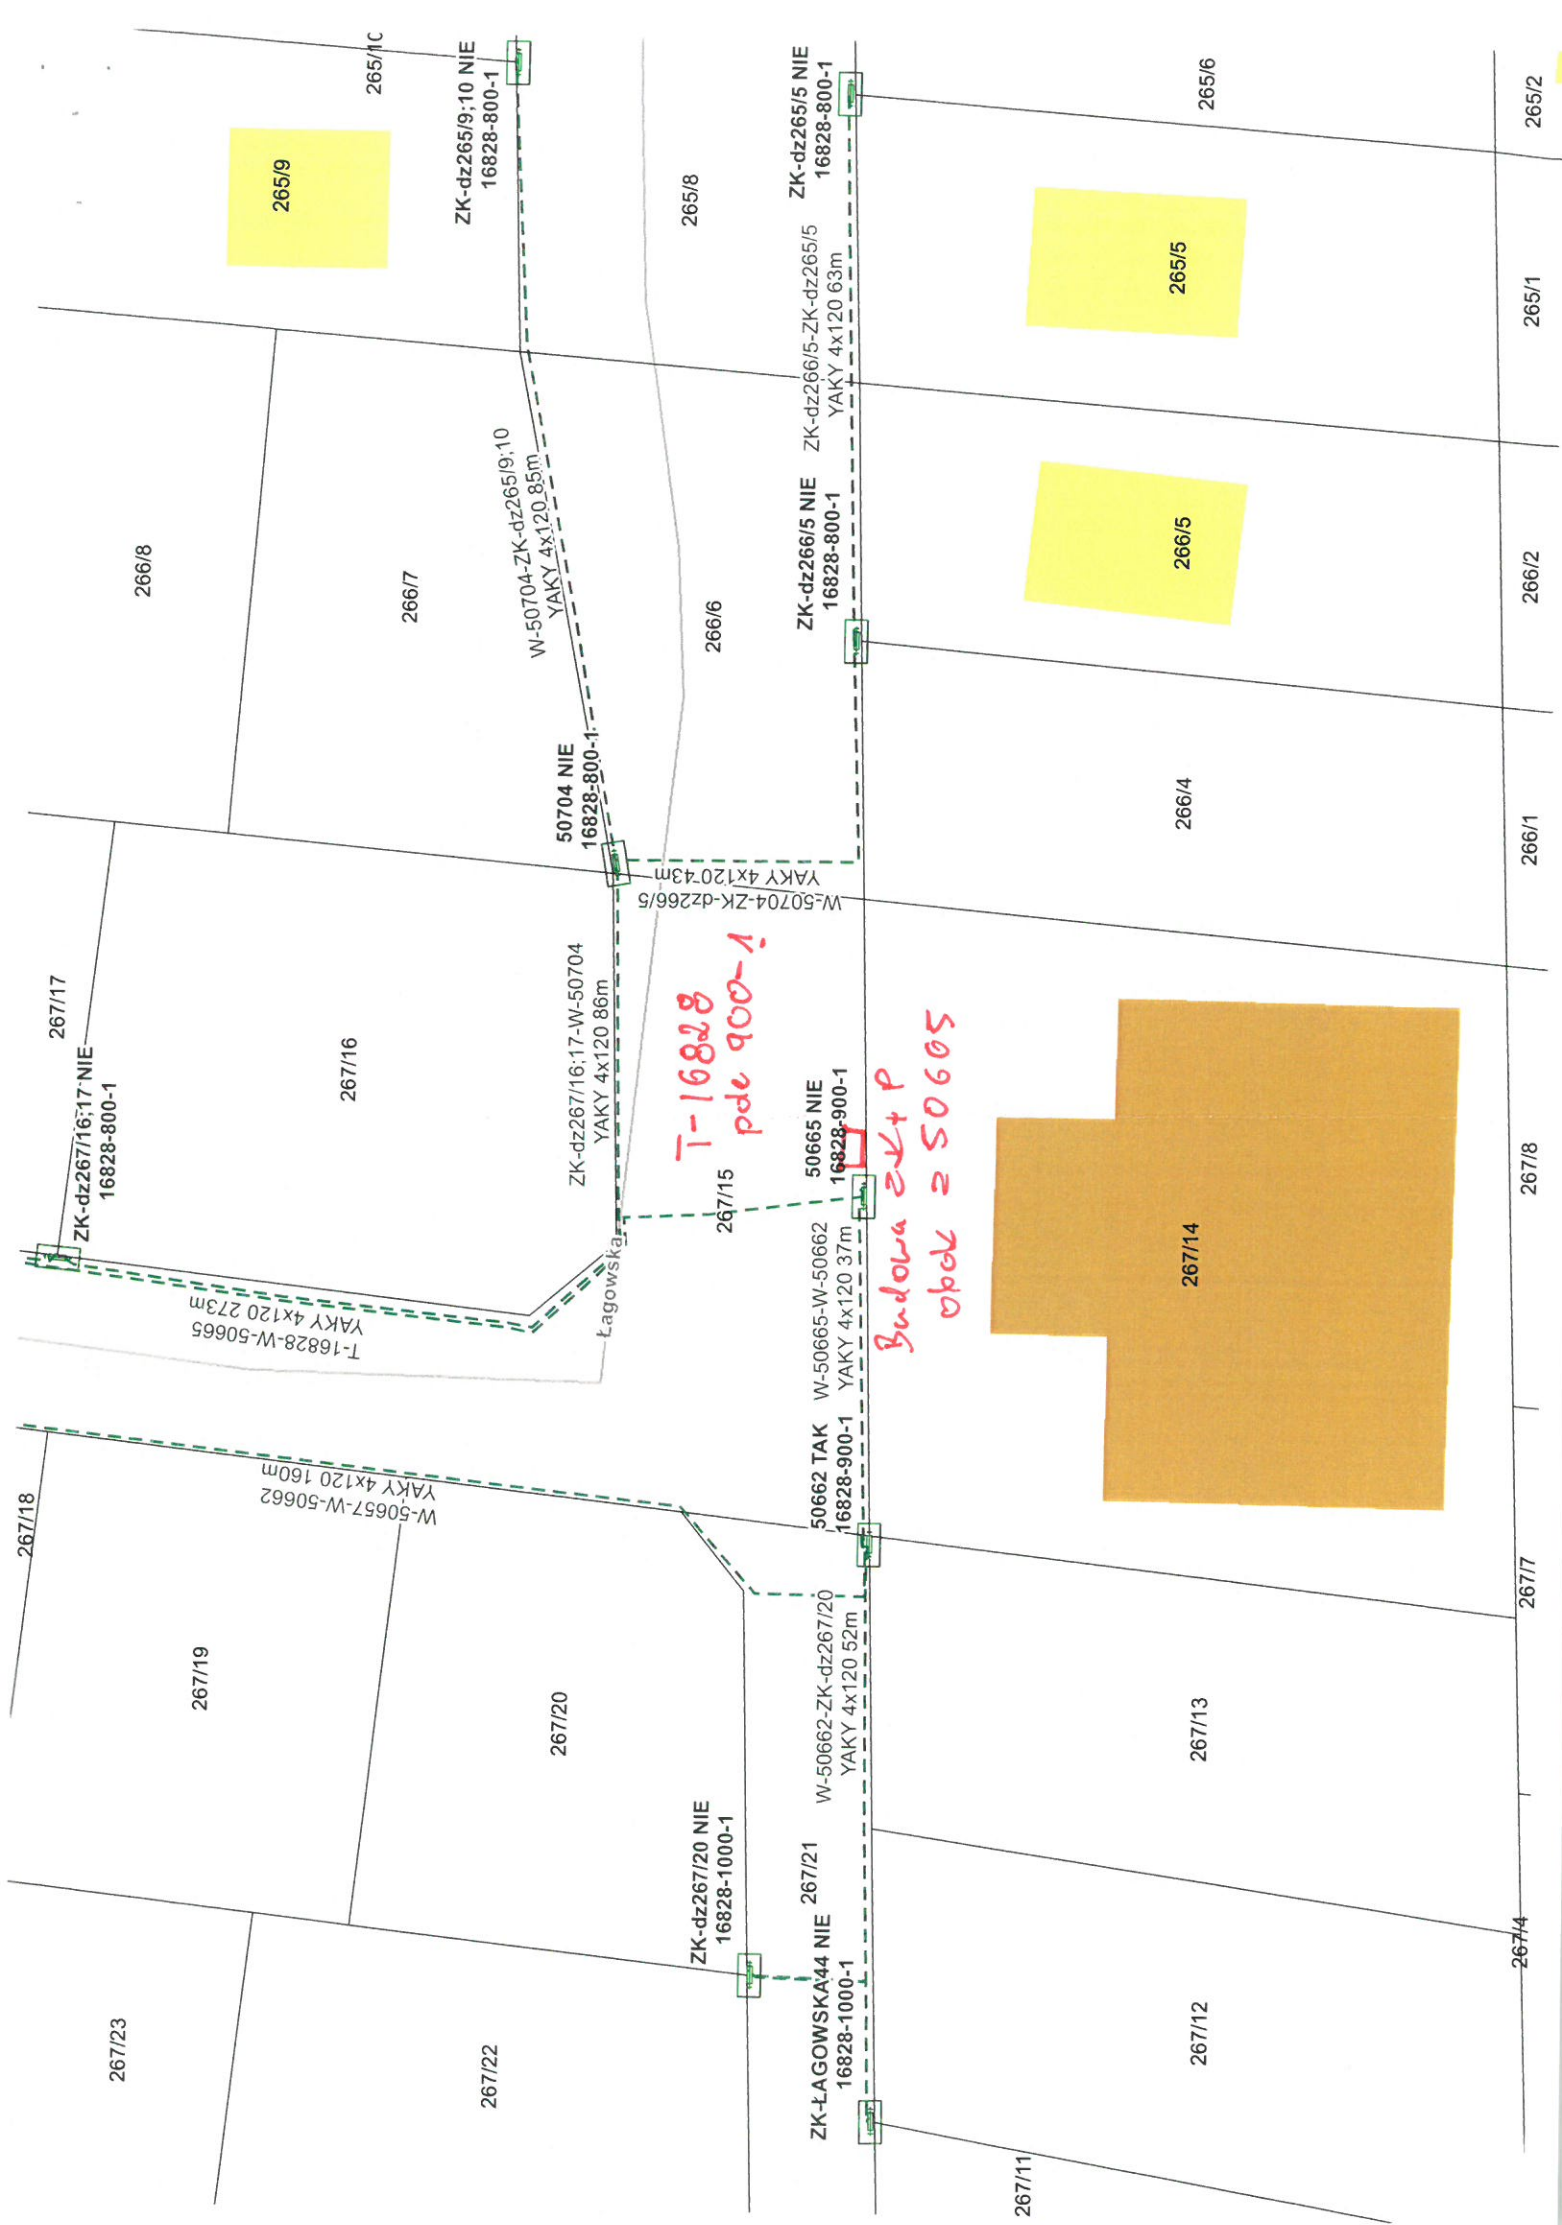 267/23
267/22
267/18
267/19
267/20
W-50657-W-50662
YAKY 4x120 160m
ZK-dz267/20 NIE
16828-1000-1
267/21
ZK-ŁAGOWSKA44 NIE
16828-1000-1
W-50662-ZK-dz267/20
YAKY 4x120 52m
50662 TAK
16828-900-1
W-50665-W-50662
YAKY 4x120 37m
50665 NIE
16828-900-1
267/15
Łagowska
T-16828-W-50665
YAKY 4x120 273m
ZK-dz267/16;17 NIE
16828-800-1
267/17
267/16
ZK-dz267/16;17-W-50704
YAKY 4x120 86m
T-16828
pole 900-1
Budowa ZK+P
obok z 50665
50704 NIE
16828-800-1
W-50704-ZK-dz266/5
YAKY 4x120 43m
266/8
266/7
W-50704-ZK-dz265/9;10
YAKY 4x120 85m
266/6
ZK-dz266/5 NIE
16828-800-1
ZK-dz266/5-ZK-dz265/5
YAKY 4x120 63m
265/9
265/10
ZK-dz265/9;10 NIE
16828-800-1
265/8
ZK-dz265/5 NIE
16828-800-1
267/11
267/12
267/13
267/14
266/4
266/5
265/5
265/6
267/4
267/7
267/8
266/1
266/2
265/1
265/2